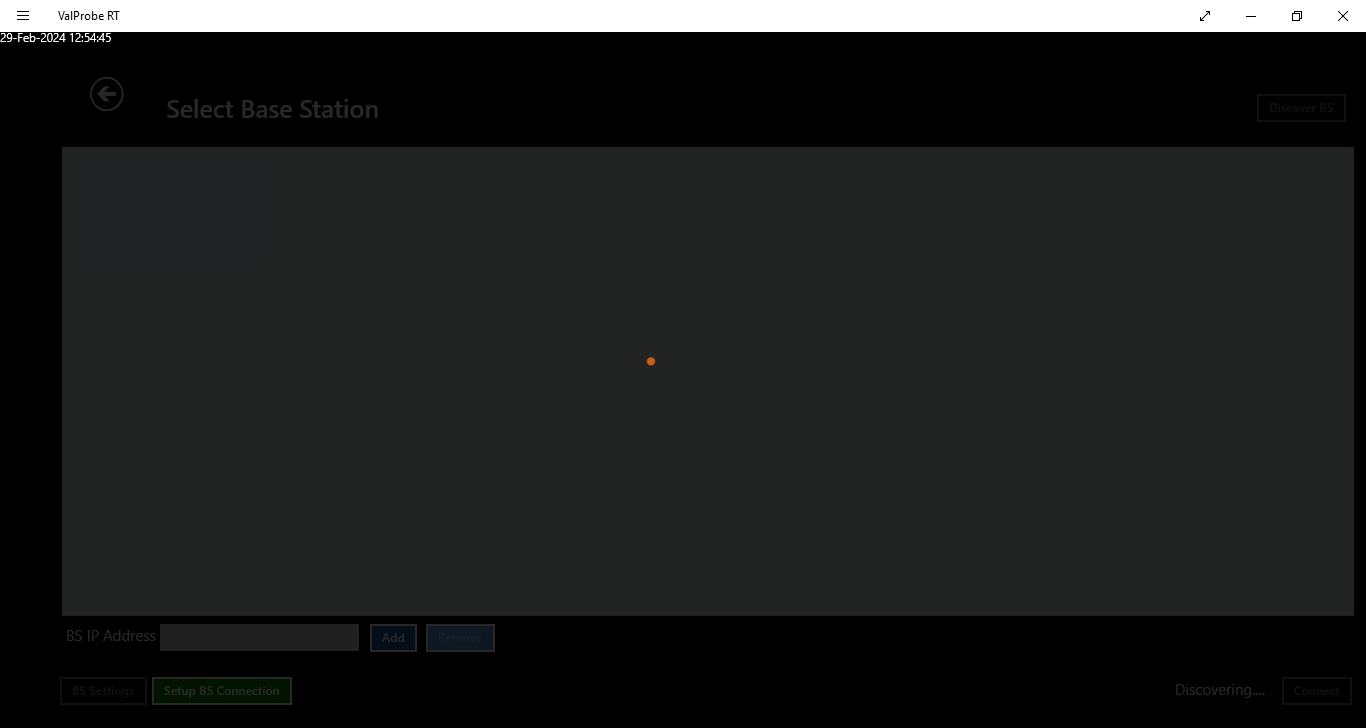 ValProbe RT
29-Feb-2024 12:54:45
Select Base Station
Discover BS
BS IP Address
Add
Remove
BS Settings
Setup BS Connection
Discovering....
Connect